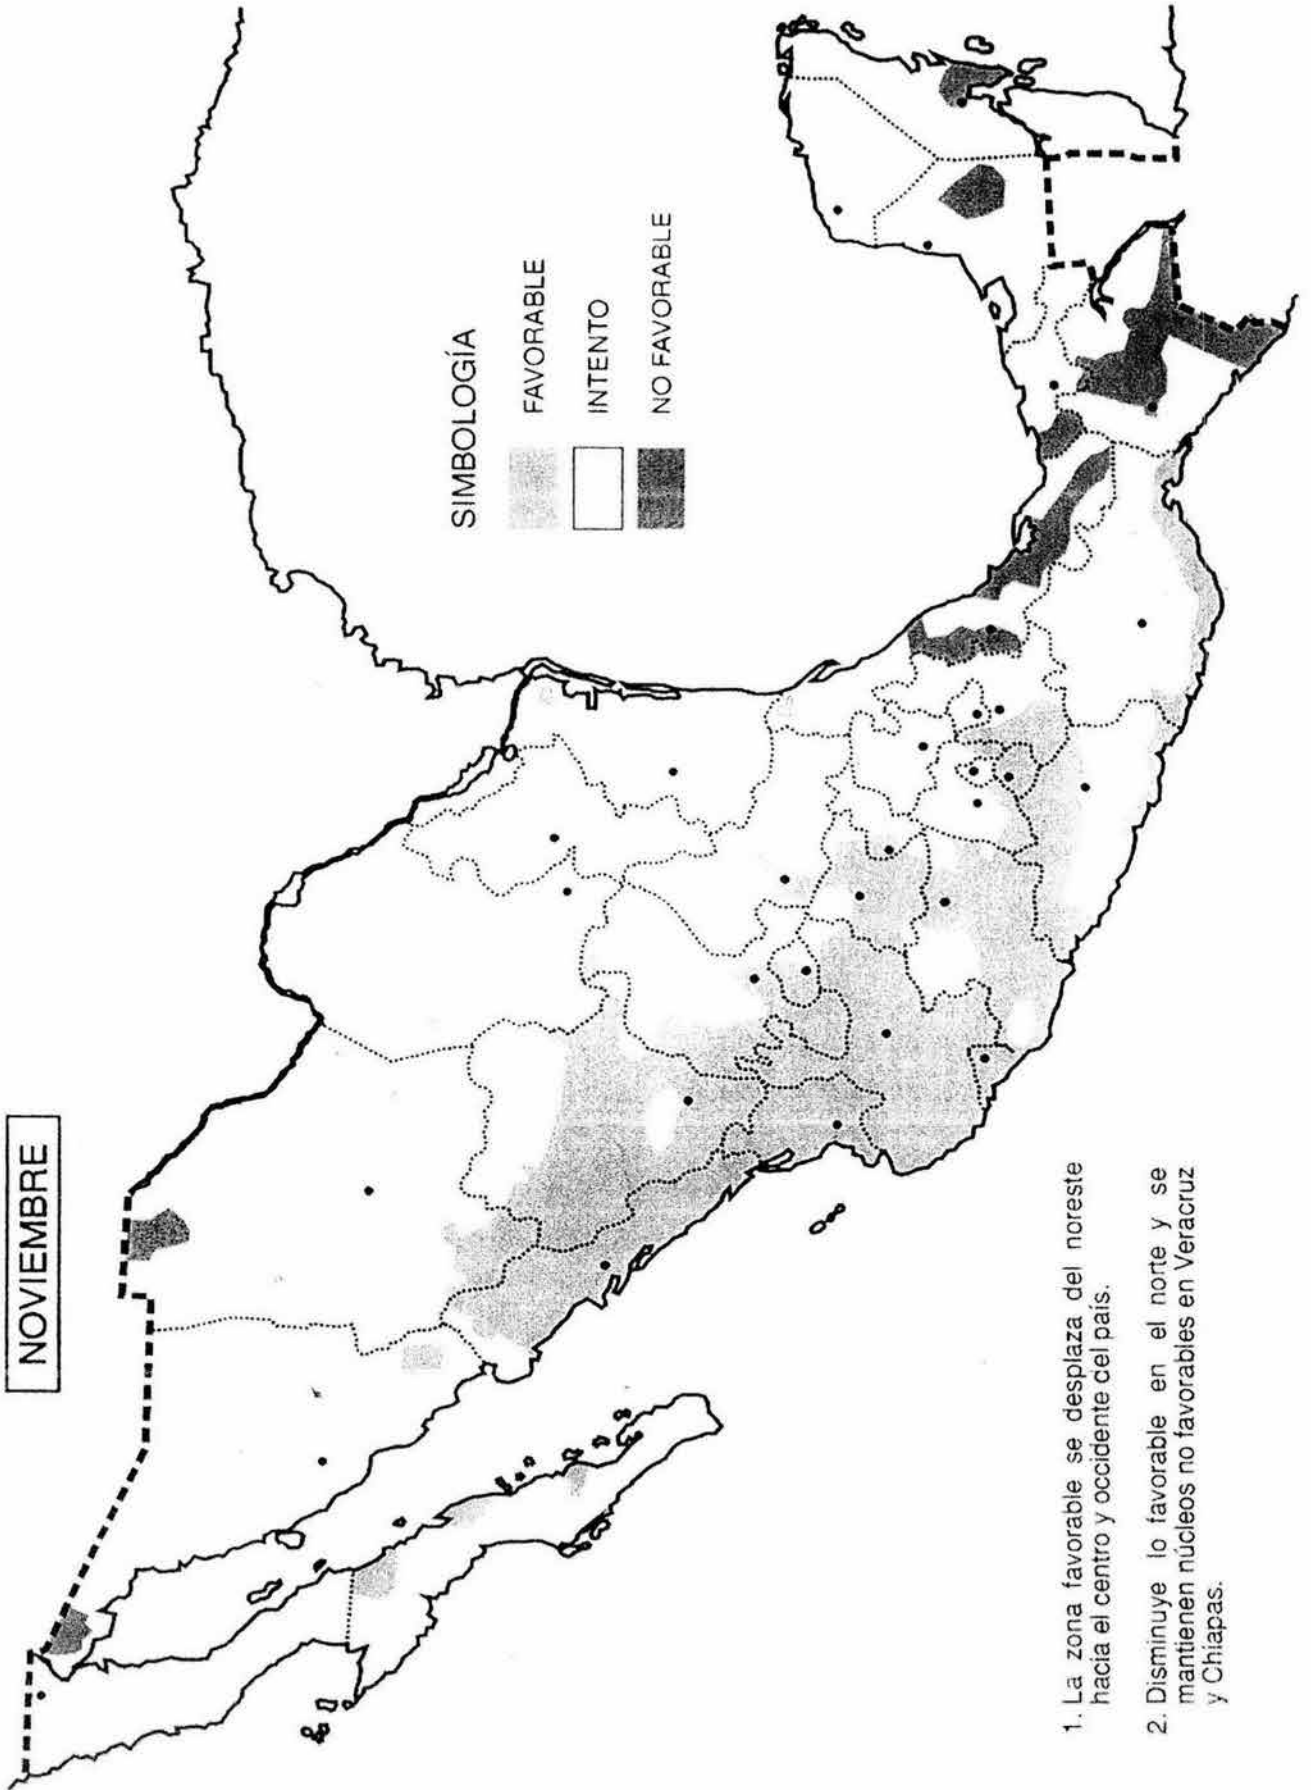 NOVIEMBRE
SIMBOLOGÍA
FAVORABLE
INTENTO
NO FAVORABLE
1. La zona favorable se desplaza del noreste
hacia el centro y occidente del país.
2. Disminuye lo favorable en el norte y se
mantienen núcleos no favorables en Veracruz
y Chiapas.